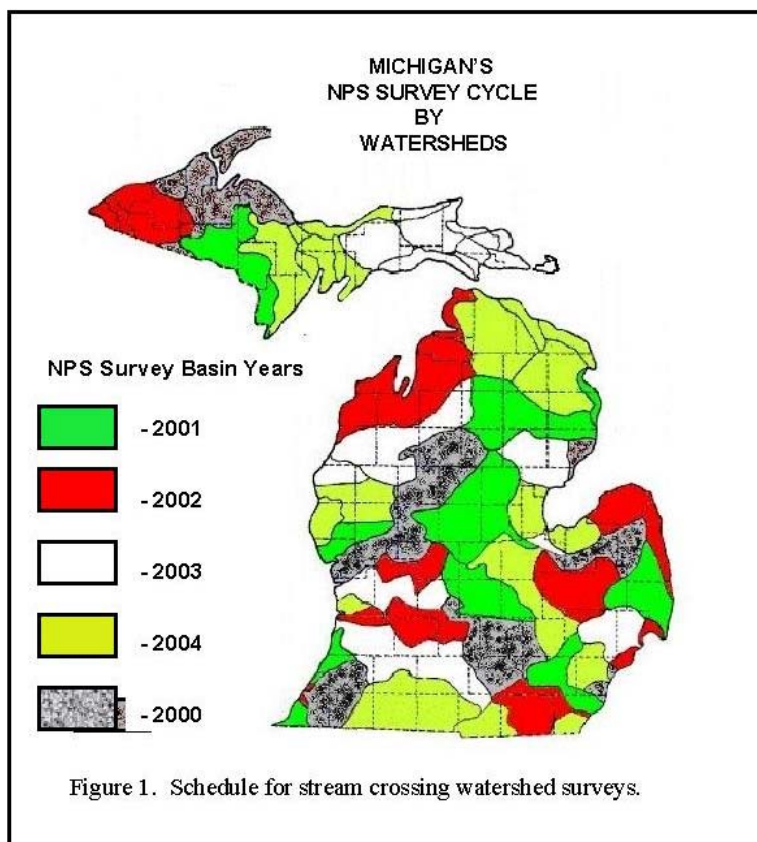 MICHIGAN'S
NPS SURVEY CYCLE
BY
WATERSHEDS
NPS Survey Basin Years
-2001
-2002
-2003
-2004
-2000
Figure 1. Schedule for stream crossing watershed surveys.